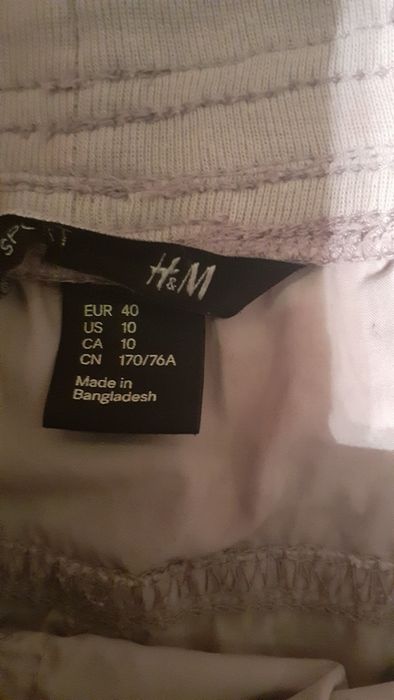 H&M
EUR 40
US 10
CA 10
CN 170/76A
Made in
Bangladesh